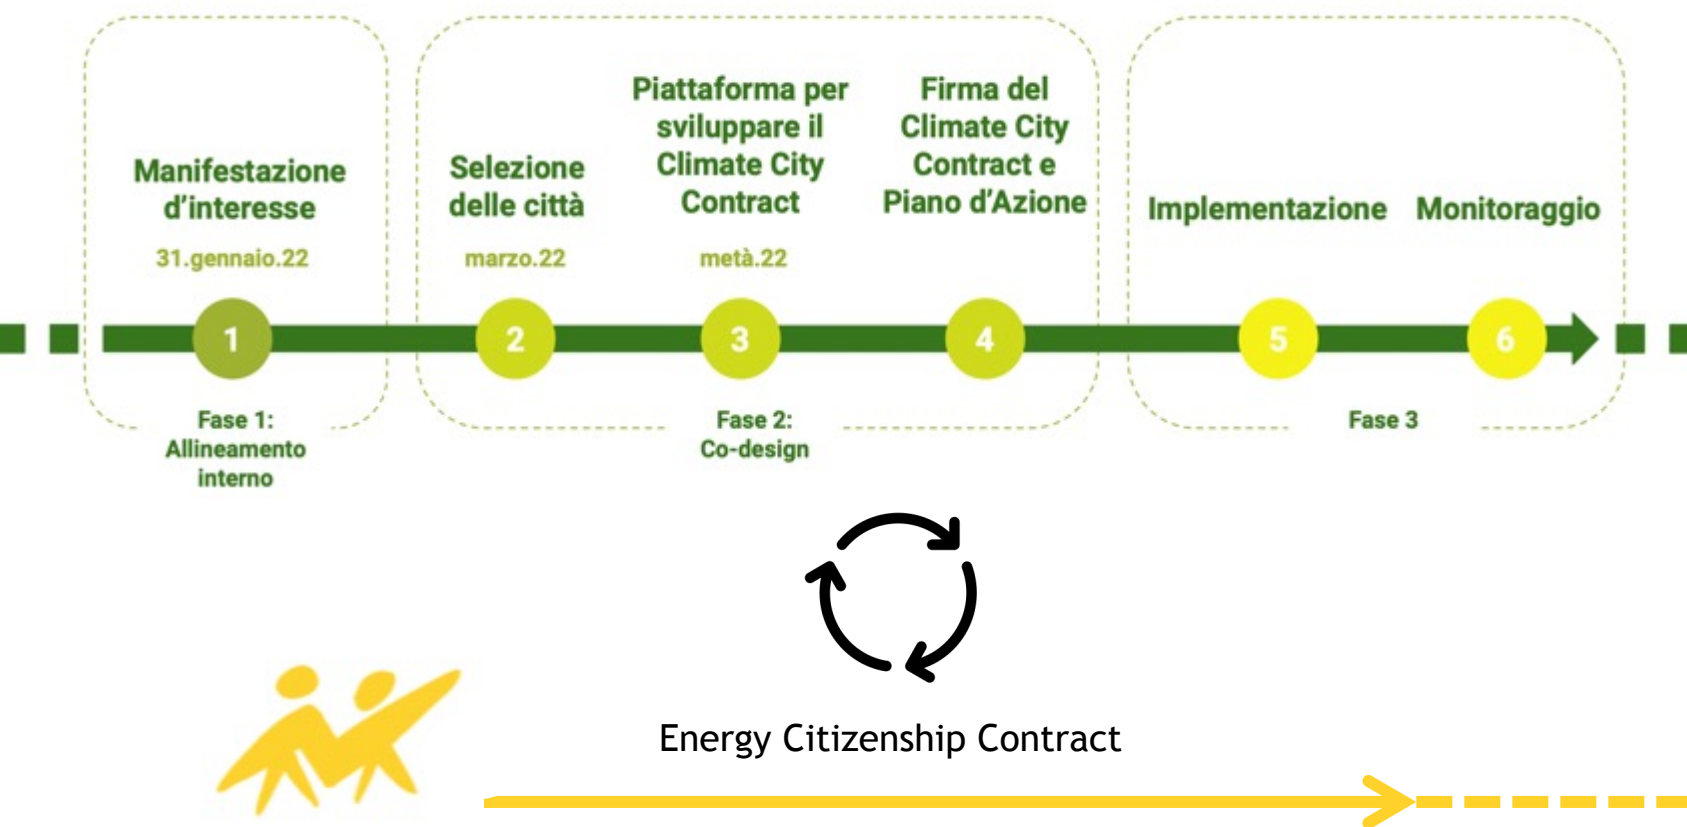 Manifestazione
d'interesse
31.gennaio.22
Selezione
delle città
marzo.22
Piattaforma per
sviluppare il
Climate City
Contract
metà.22
Firma del
Climate City
Contract e
Piano d'Azione
Implementazione
Monitoraggio
1
2
3
4
5
6
Fase 1:
Allineamento
interno
Fase 2:
Co-design
Fase 3
Energy Citizenship Contract